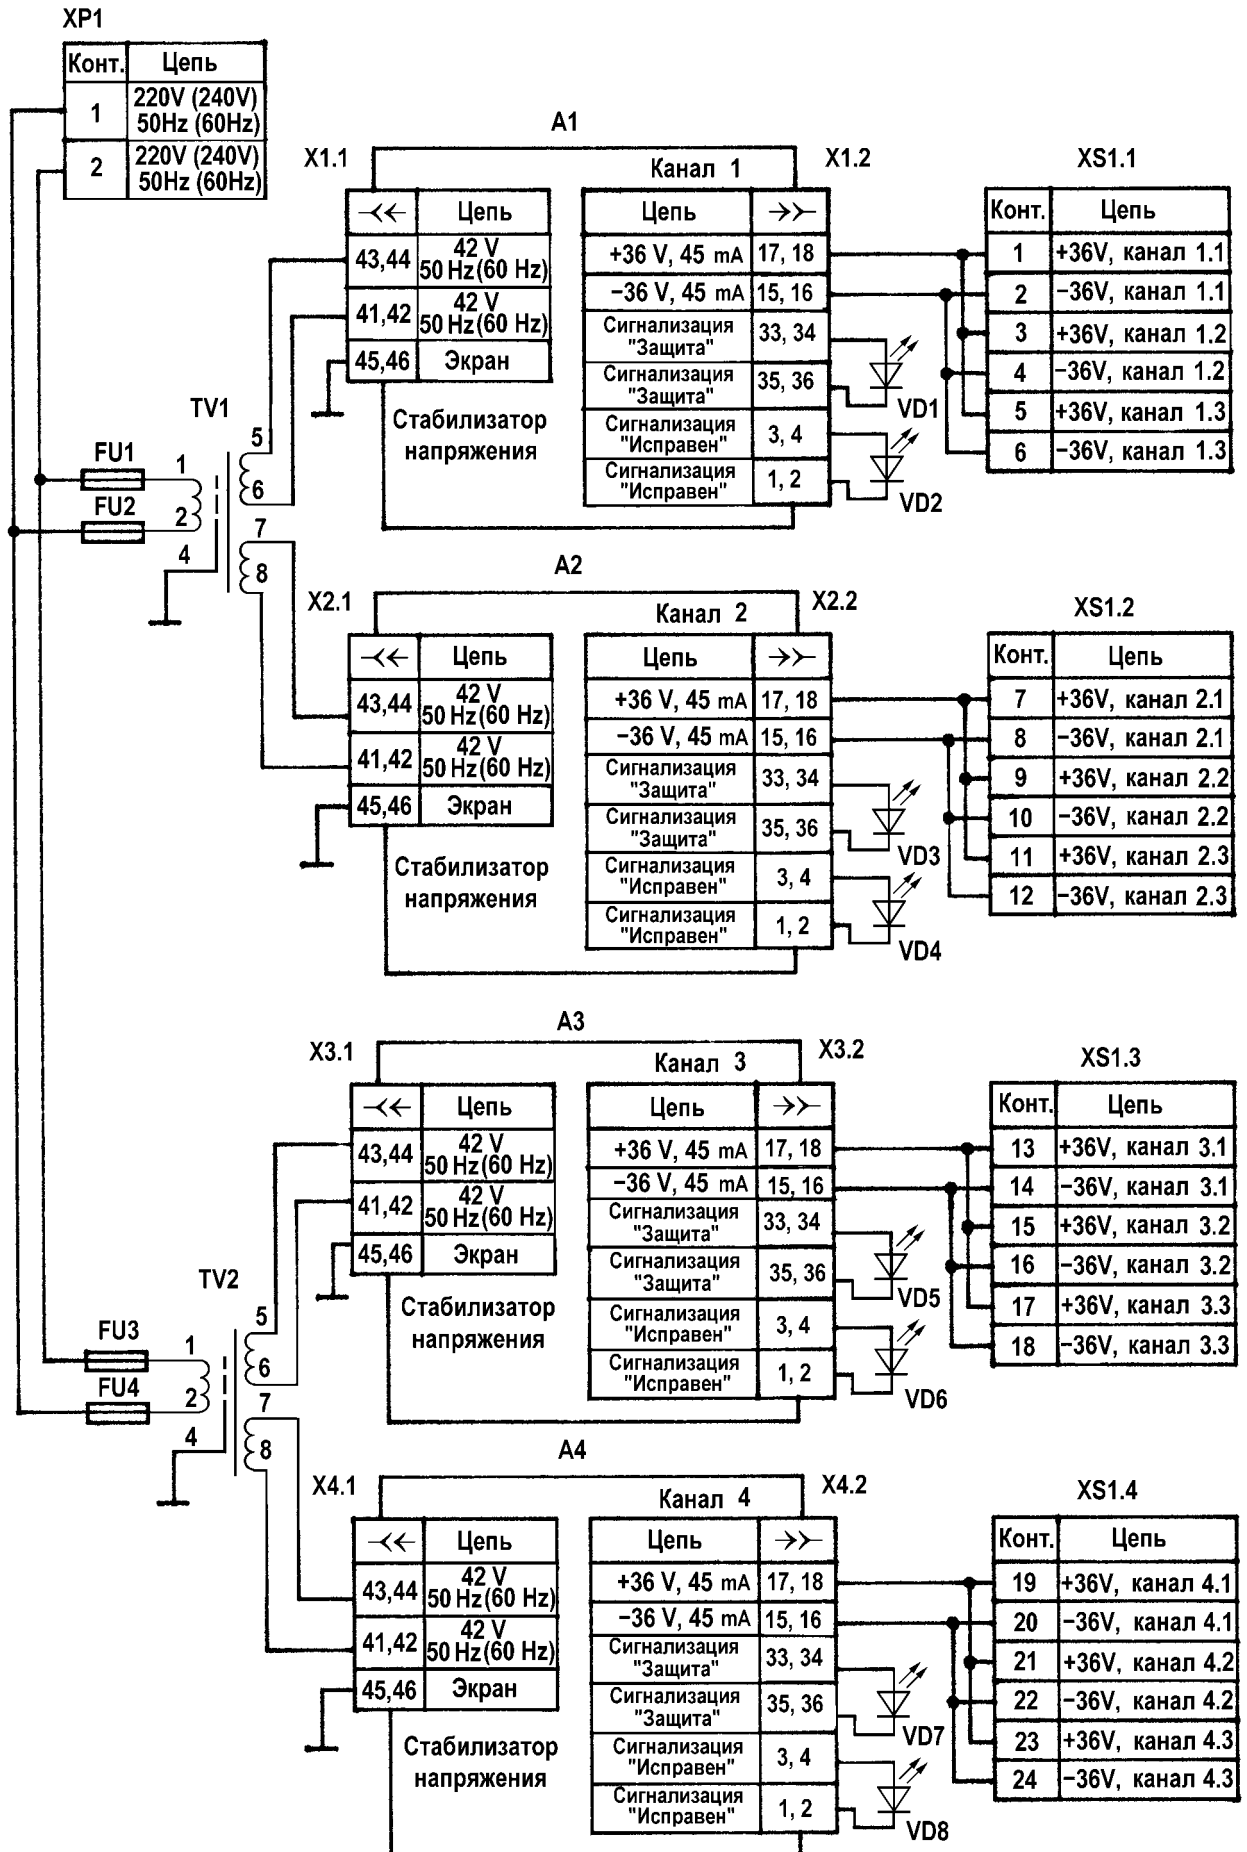 XP1
Конт. Цепь
1 220V (240V)
50Hz (60Hz)
2 220V (240V)
50Hz (60Hz)
A1
X1.1 Канал 1 X1.2 XS1.1
Цепь Цепь Конт. Цепь
43,44 42 V
50 Hz (60 Hz)
41,42 42 V
50 Hz (60 Hz)
45,46 Экран
Стабилизатор
напряжения
+36 V, 45 mA 17, 18
−36 V, 45 mA 15, 16
Сигнализация
"Защита" 33, 34
Сигнализация
"Защита" 35, 36
Сигнализация
"Исправен" 3, 4
Сигнализация
"Исправен" 1, 2
VD1
VD2
1 +36V, канал 1.1
2 −36V, канал 1.1
3 +36V, канал 1.2
4 −36V, канал 1.2
5 +36V, канал 1.3
6 −36V, канал 1.3
TV1
FU1
FU2
1
2
4
5
6
7
8
A2
X2.1 Канал 2 X2.2 XS1.2
Цепь Цепь Конт. Цепь
43,44 42 V
50 Hz (60 Hz)
41,42 42 V
50 Hz (60 Hz)
45,46 Экран
Стабилизатор
напряжения
+36 V, 45 mA 17, 18
−36 V, 45 mA 15, 16
Сигнализация
"Защита" 33, 34
Сигнализация
"Защита" 35, 36
Сигнализация
"Исправен" 3, 4
Сигнализация
"Исправен" 1, 2
VD3
VD4
7 +36V, канал 2.1
8 −36V, канал 2.1
9 +36V, канал 2.2
10 −36V, канал 2.2
11 +36V, канал 2.3
12 −36V, канал 2.3
A3
X3.1 Канал 3 X3.2 XS1.3
Цепь Цепь Конт. Цепь
43,44 42 V
50 Hz (60 Hz)
41,42 42 V
50 Hz (60 Hz)
45,46 Экран
Стабилизатор
напряжения
+36 V, 45 mA 17, 18
−36 V, 45 mA 15, 16
Сигнализация
"Защита" 33, 34
Сигнализация
"Защита" 35, 36
Сигнализация
"Исправен" 3, 4
Сигнализация
"Исправен" 1, 2
VD5
VD6
13 +36V, канал 3.1
14 −36V, канал 3.1
15 +36V, канал 3.2
16 −36V, канал 3.2
17 +36V, канал 3.3
18 −36V, канал 3.3
TV2
FU3
FU4
1
2
4
5
6
7
8
A4
X4.1 Канал 4 X4.2 XS1.4
Цепь Цепь Конт. Цепь
43,44 42 V
50 Hz (60 Hz)
41,42 42 V
50 Hz (60 Hz)
45,46 Экран
Стабилизатор
напряжения
+36 V, 45 mA 17, 18
−36 V, 45 mA 15, 16
Сигнализация
"Защита" 33, 34
Сигнализация
"Защита" 35, 36
Сигнализация
"Исправен" 3, 4
Сигнализация
"Исправен" 1, 2
VD7
VD8
19 +36V, канал 4.1
20 −36V, канал 4.1
21 +36V, канал 4.2
22 −36V, канал 4.2
23 +36V, канал 4.3
24 −36V, канал 4.3